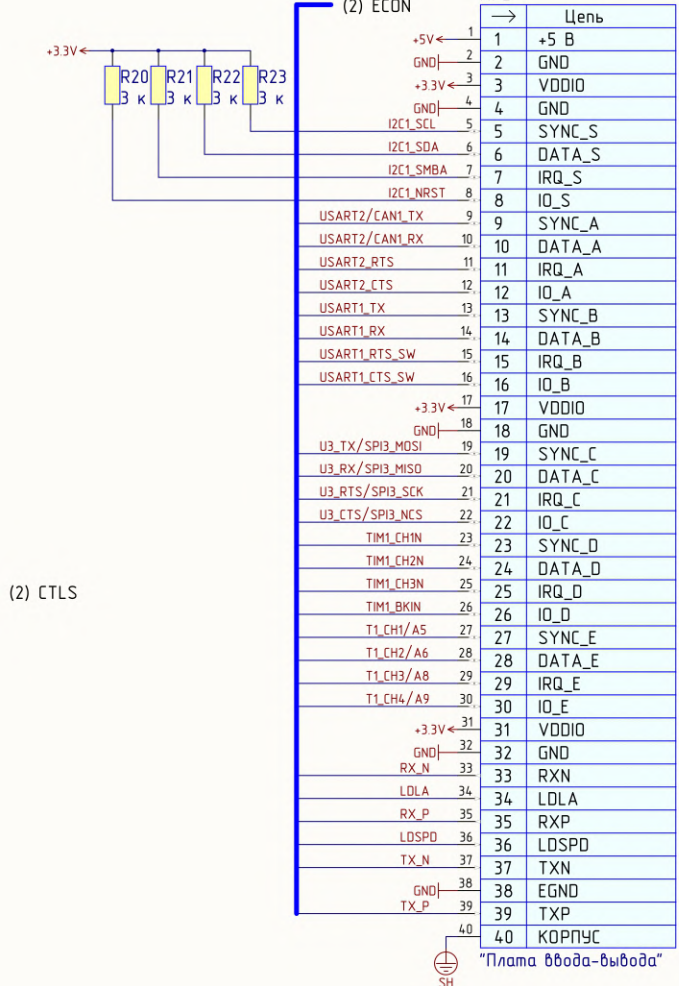 (2) ECON
→ Цепь
+5V 1 1 +5 В
GND 2 2 GND
+3.3V 3 3 VDDIO
GND 4 4 GND
I2C1_SCL 5 5 SYNC_S
I2C1_SDA 6 6 DATA_S
I2C1_SMBA 7 7 IRQ_S
I2C1_NRST 8 8 IO_S
+3.3V
R20 R21 R22 R23
3 к 3 к 3 к 3 к
USART2/CAN1_TX 9 9 SYNC_A
USART2/CAN1_RX 10 10 DATA_A
USART2_RTS 11 11 IRQ_A
USART2_CTS 12 12 IO_A
USART1_TX 13 13 SYNC_B
USART1_RX 14 14 DATA_B
USART1_RTS_SW 15 15 IRQ_B
USART1_CTS_SW 16 16 IO_B
+3.3V 17 17 VDDIO
GND 18 18 GND
U3_TX/SPI3_MOSI 19 19 SYNC_C
U3_RX/SPI3_MISO 20 20 DATA_C
U3_RTS/SPI3_SCK 21 21 IRQ_C
U3_CTS/SPI3_NCS 22 22 IO_C
TIM1_CH1N 23 23 SYNC_D
TIM1_CH2N 24 24 DATA_D
TIM1_CH3N 25 25 IRQ_D
TIM1_BKIN 26 26 IO_D
(2) CTLS
T1_CH1/A5 27 27 SYNC_E
T1_CH2/A6 28 28 DATA_E
T1_CH3/A8 29 29 IRQ_E
T1_CH4/A9 30 30 IO_E
+3.3V 31 31 VDDIO
GND 32 32 GND
RX_N 33 33 RXN
LDLA 34 34 LDLA
RX_P 35 35 RXP
LDSPD 36 36 LDSPD
TX_N 37 37 TXN
GND 38 38 EGND
TX_P 39 39 TXP
40 40 КОРПУС
SH
"Плата ввода-вывода"